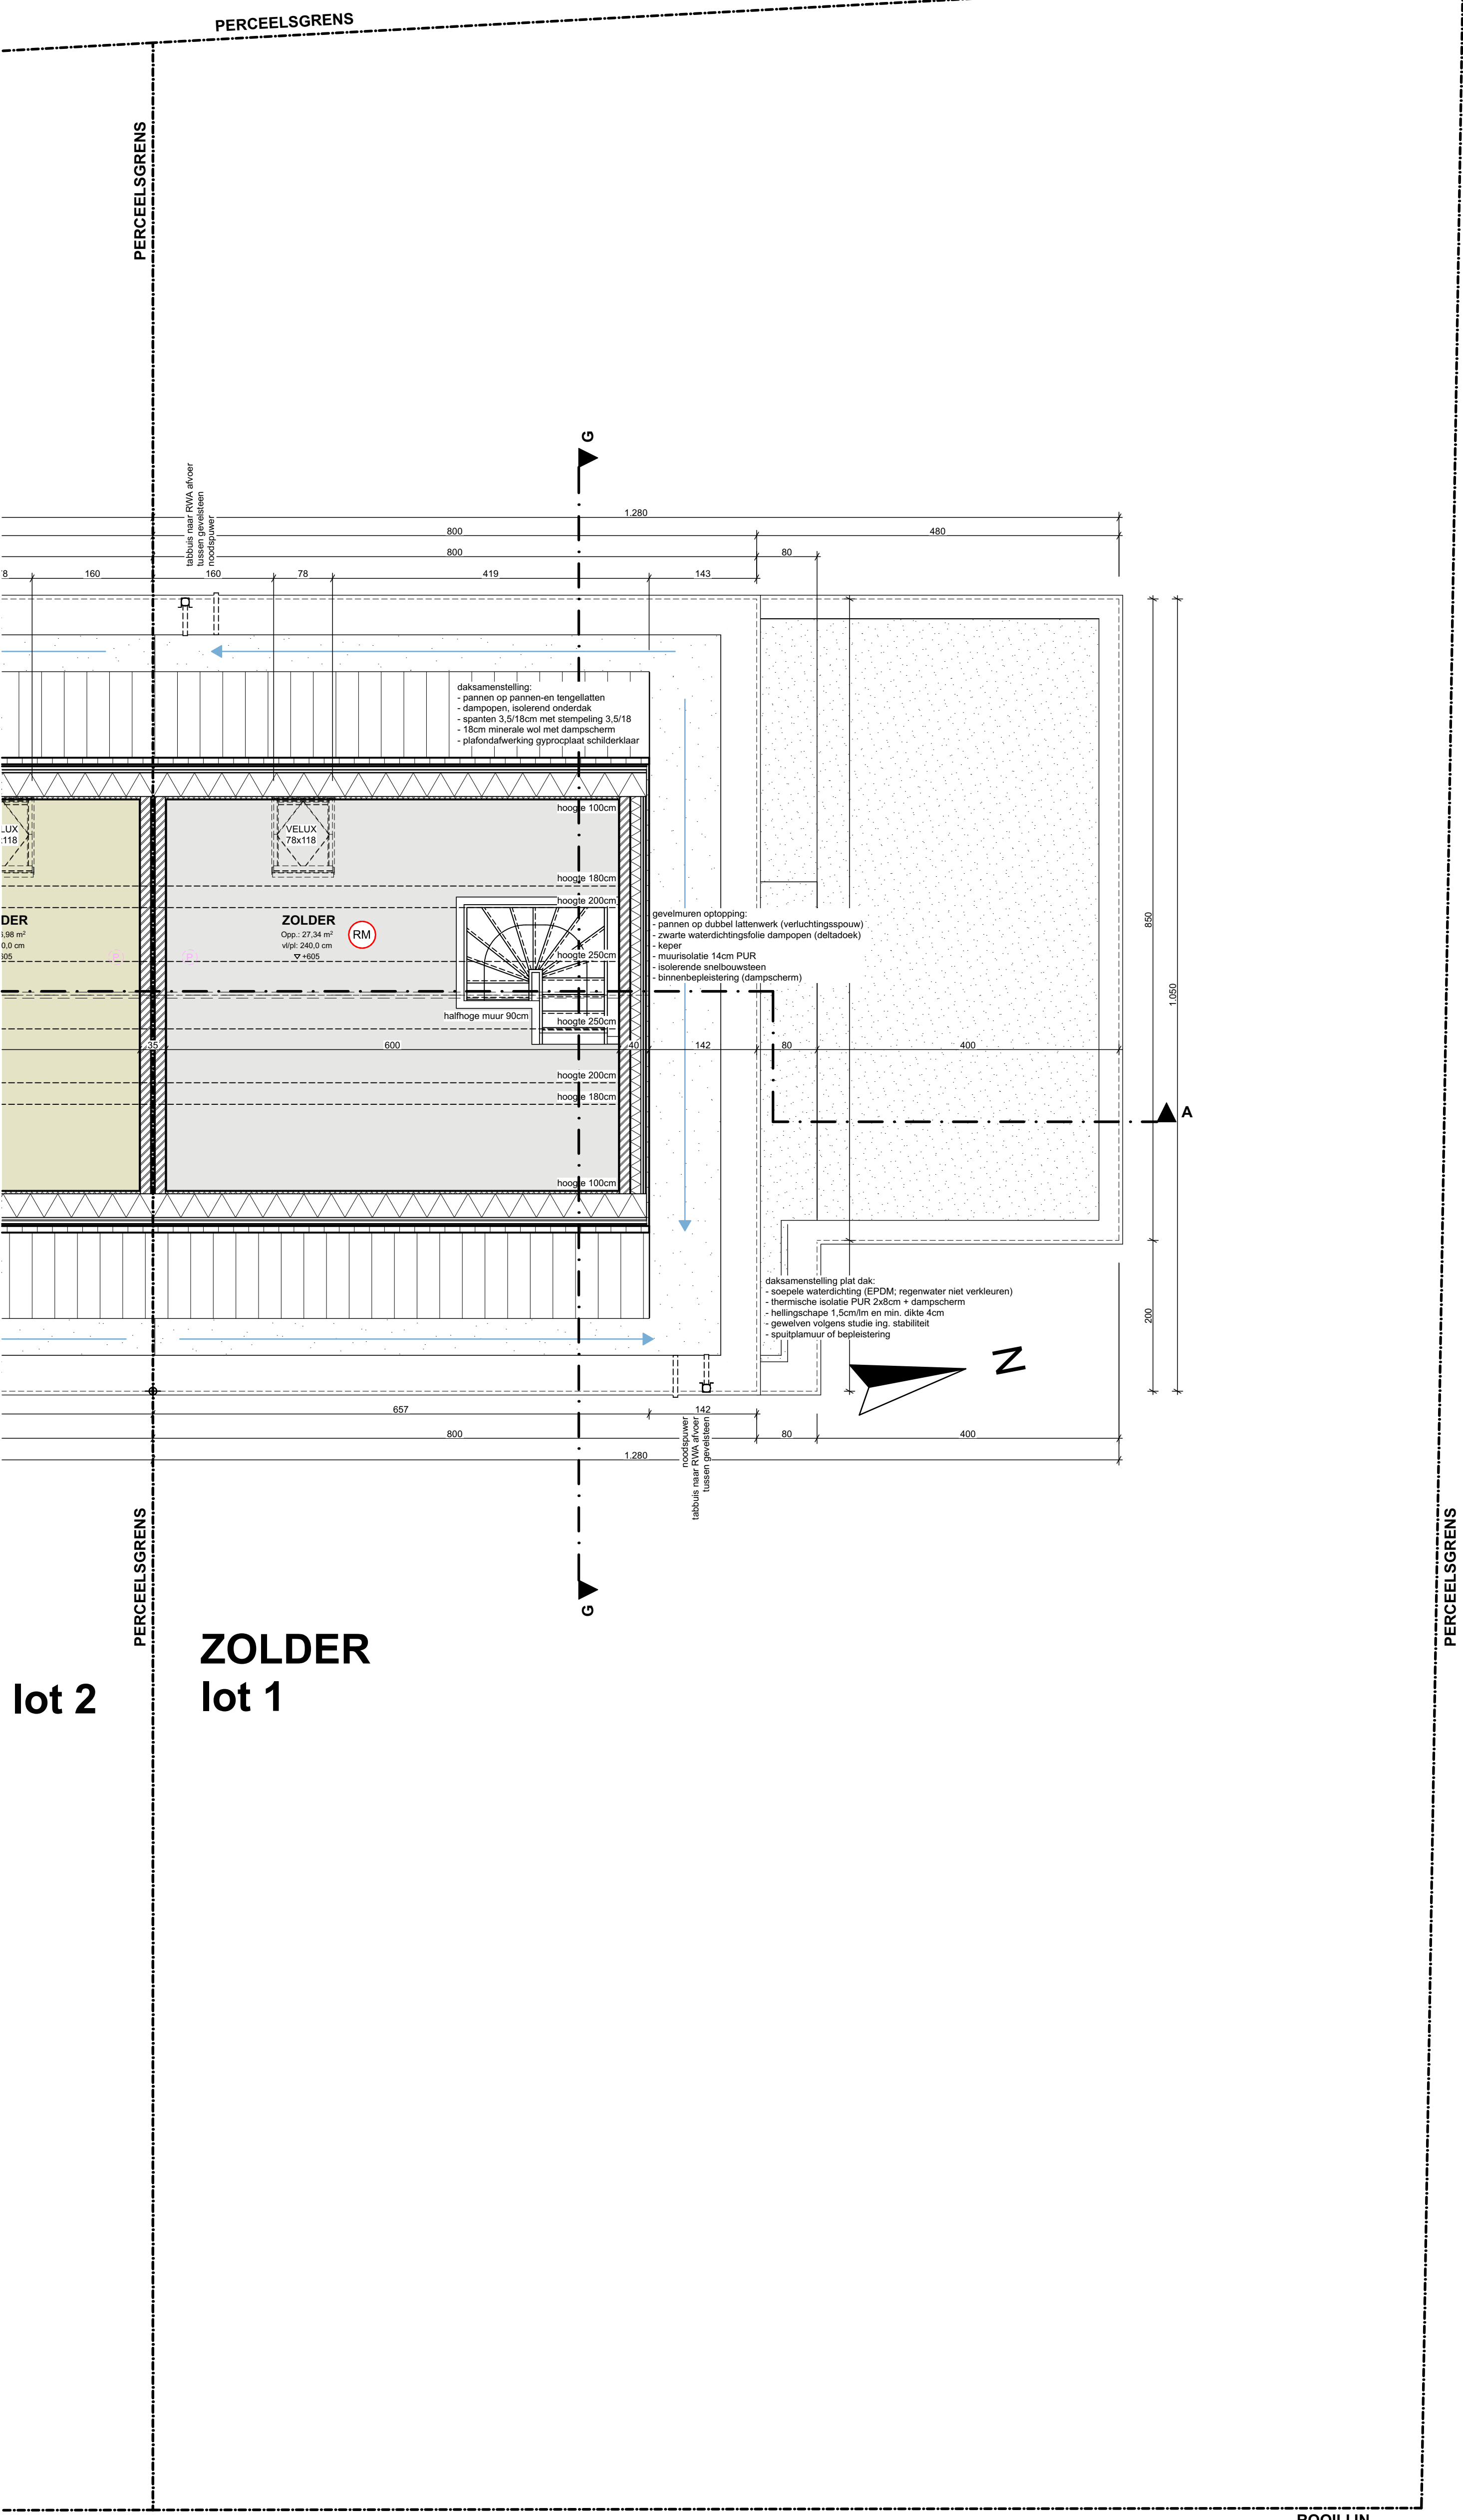 PERCEELSGRENS
PERCEELSGRENS
G
tabbuis naar RWA afvoer
tussen gevelsteen
noodspuwer
1.280
800
480
800
80
160
160
78
419
143
daksamenstelling:
- pannen op pannen-en tengellatten
- dampopen, isolerend onderdak
- spanten 3,5/18cm met stempeling 3,5/18
- 18cm minerale wol met dampscherm
- plafondafwerking gyprocplaat schilderklaar
hoogte 100cm
VELUX
78x118
hoogte 180cm
hoogte 200cm
ZOLDER
Opp.: 27,34 m²
vl/pl: 240,0 cm
+605
RM
gevelmuren optopping:
- pannen op dubbel lattenwerk (verluchtingsspouw)
- zwarte waterdichtingsfolie dampopen (deltadoek)
- keper
- muurisolatie 14cm PUR
- isolerende snelbouwsteen
- binnenbepleistering (dampscherm)
850
1.050
hoogte 250cm
halfhoge muur 90cm
hoogte 250cm
35
600
40
142
80
400
hoogte 200cm
hoogte 180cm
A
hoogte 100cm
daksamenstelling plat dak:
- soepele waterdichting (EPDM; regenwater niet verkleuren)
- thermische isolatie PUR 2x8cm + dampscherm
- hellingschape 1,5cm/lm en min. dikte 4cm
- gewelven volgens studie ing. stabiliteit
- spuitplamuur of bepleistering
200
N
657
142
800
80
400
1.280
noodspuwer
tabbuis naar RWA afvoer
tussen gevelsteen
G
PERCEELSGRENS
PERCEELSGRENS
ZOLDER
lot 2
lot 1